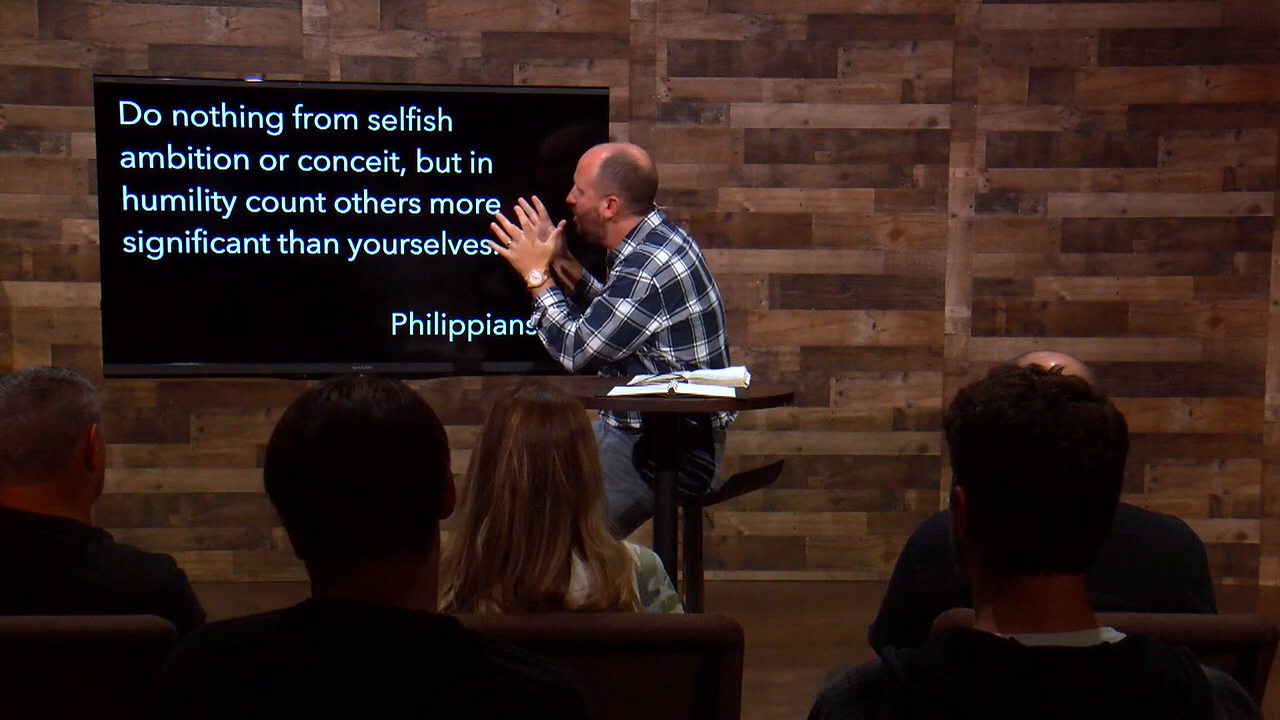 Do nothing from selfish
ambition or conceit, but in
humility count others more
significant than yourselves.
Philippians